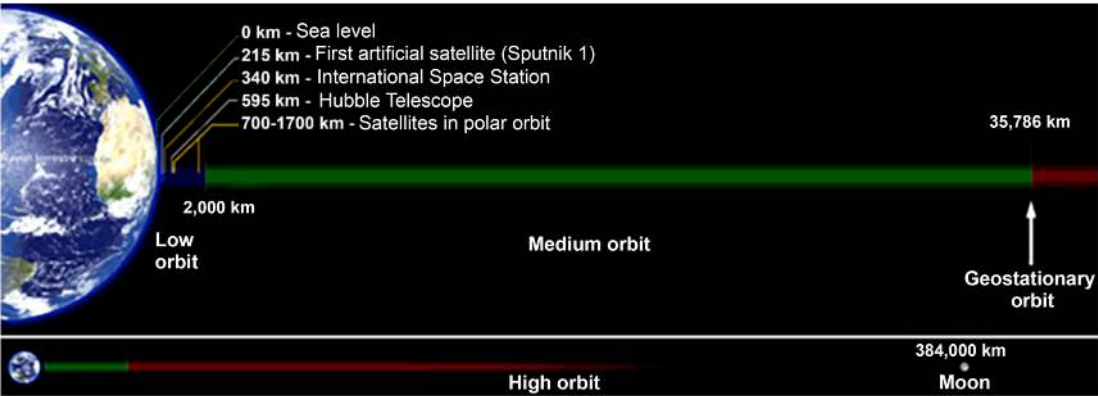 0 km - Sea level
215 km - First artificial satellite (Sputnik 1)
340 km - International Space Station
595 km - Hubble Telescope
700-1700 km - Satellites in polar orbit
35,786 km
2,000 km
Low
orbit
Medium orbit
Geostationary
orbit
384,000 km
High orbit
Moon